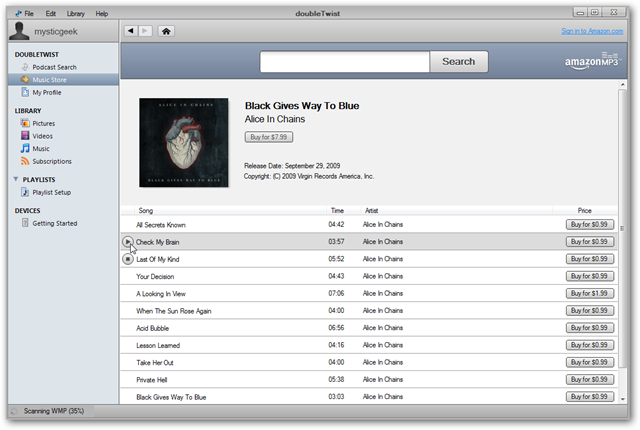 File Edit Library Help doubleTwist
mysticgeek
Sign in to Amazon.com
DOUBLETWIST
Podcast Search
Music Store
My Profile
LIBRARY
Pictures
Videos
Music
Subscriptions
PLAYLISTS
Playlist Setup
DEVICES
Getting Started
Search
amazonMP3
ALICE IN CHAINS
BLACK GIVES WAY TO BLUE
Black Gives Way To Blue
Alice In Chains
Buy for $7.99
Release Date: September 29, 2009
Copyright: (C) 2009 Virgin Records America, Inc.
Song Time Artist Price
All Secrets Known 04:42 Alice In Chains Buy for $0.99
Check My Brain 03:57 Alice In Chains Buy for $0.99
Last Of My Kind 05:52 Alice In Chains Buy for $0.99
Your Decision 04:43 Alice In Chains Buy for $0.99
A Looking In View 07:06 Alice In Chains Buy for $1.99
When The Sun Rose Again 04:00 Alice In Chains Buy for $0.99
Acid Bubble 06:56 Alice In Chains Buy for $0.99
Lesson Learned 04:16 Alice In Chains Buy for $0.99
Take Her Out 04:00 Alice In Chains Buy for $0.99
Private Hell 05:38 Alice In Chains Buy for $0.99
Black Gives Way To Blue 03:03 Alice In Chains Buy for $0.99
Scanning WMP (35%)